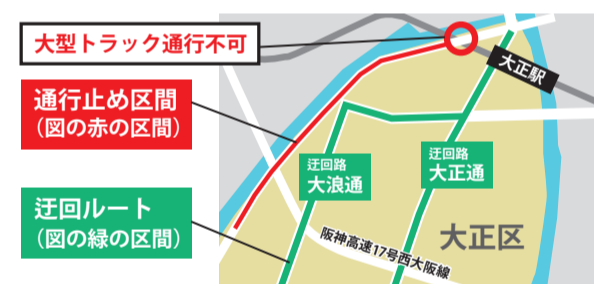 大型トラック通行不可
通行止め区間
（図の赤の区間）
迂回ルート
（図の緑の区間）
大正駅
迂回路
大浪通
迂回路
大正通
阪神高速17号西大阪線
大正区